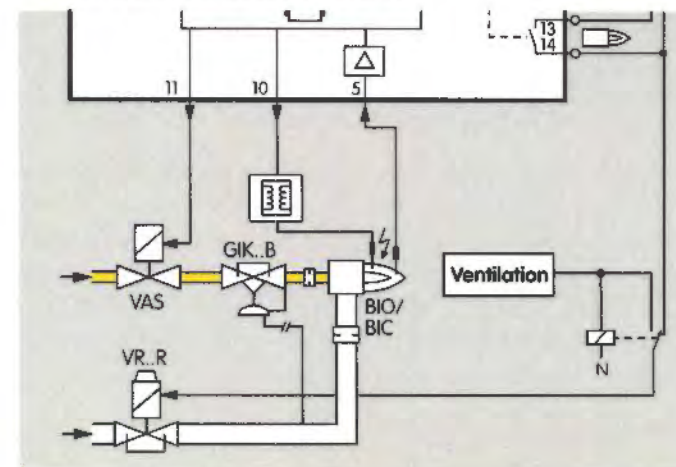 13
14
11
10
5
GIK..B
VAS
BIO/
BIC
Ventilation
VR..R
N